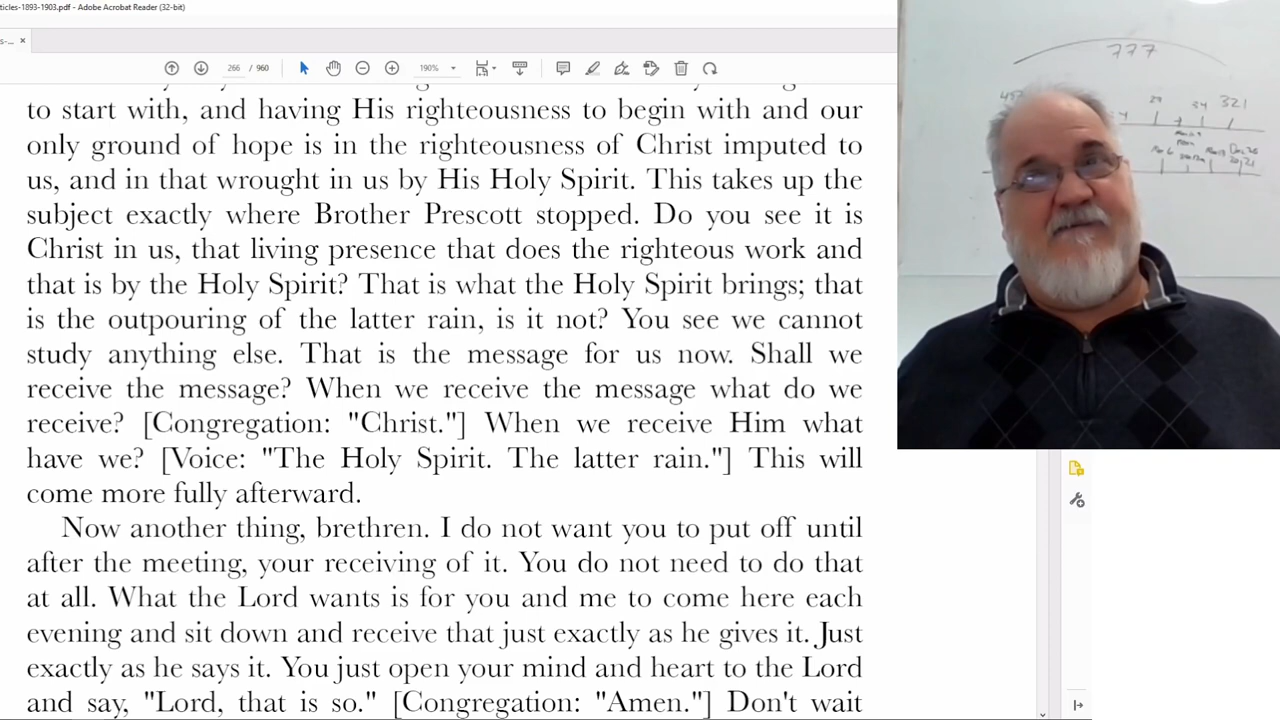 ticles-1893-1903.pdf - Adobe Acrobat Reader (32-bit)
s-... ×
266 / 960
190%
to start with, and having His righteousness to begin with and our
only ground of hope is in the righteousness of Christ imputed to
us, and in that wrought in us by His Holy Spirit. This takes up the
subject exactly where Brother Prescott stopped. Do you see it is
Christ in us, that living presence that does the righteous work and
that is by the Holy Spirit? That is what the Holy Spirit brings; that
is the outpouring of the latter rain, is it not? You see we cannot
study anything else. That is the message for us now. Shall we
receive the message? When we receive the message what do we
receive? [Congregation: "Christ."] When we receive Him what
have we? [Voice: "The Holy Spirit. The latter rain."] This will
come more fully afterward.
Now another thing, brethren. I do not want you to put off until
after the meeting, your receiving of it. You do not need to do that
at all. What the Lord wants is for you and me to come here each
evening and sit down and receive that just exactly as he gives it. Just
exactly as he says it. You just open your mind and heart to the Lord
and say, "Lord, that is so." [Congregation: "Amen."] Don't wait
777
34 321